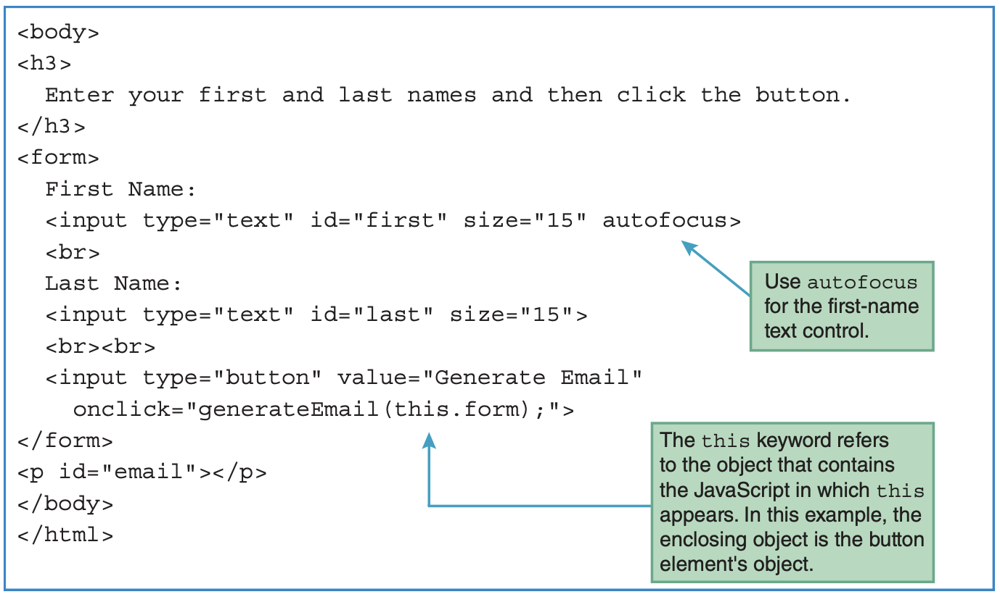 <body>
<h3>
  Enter your first and last names and then click the button.
</h3>
<form>
  First Name:
  <input type="text" id="first" size="15" autofocus>
  <br>
  Last Name:
  <input type="text" id="last" size="15">
  <br><br>
  <input type="button" value="Generate Email"
    onclick="generateEmail(this.form);">
</form>
<p id="email"></p>
</body>
</html>
Use autofocus
for the first-name
text control.
The this keyword refers
to the object that contains
the JavaScript in which this
appears. In this example, the
enclosing object is the button
element's object.